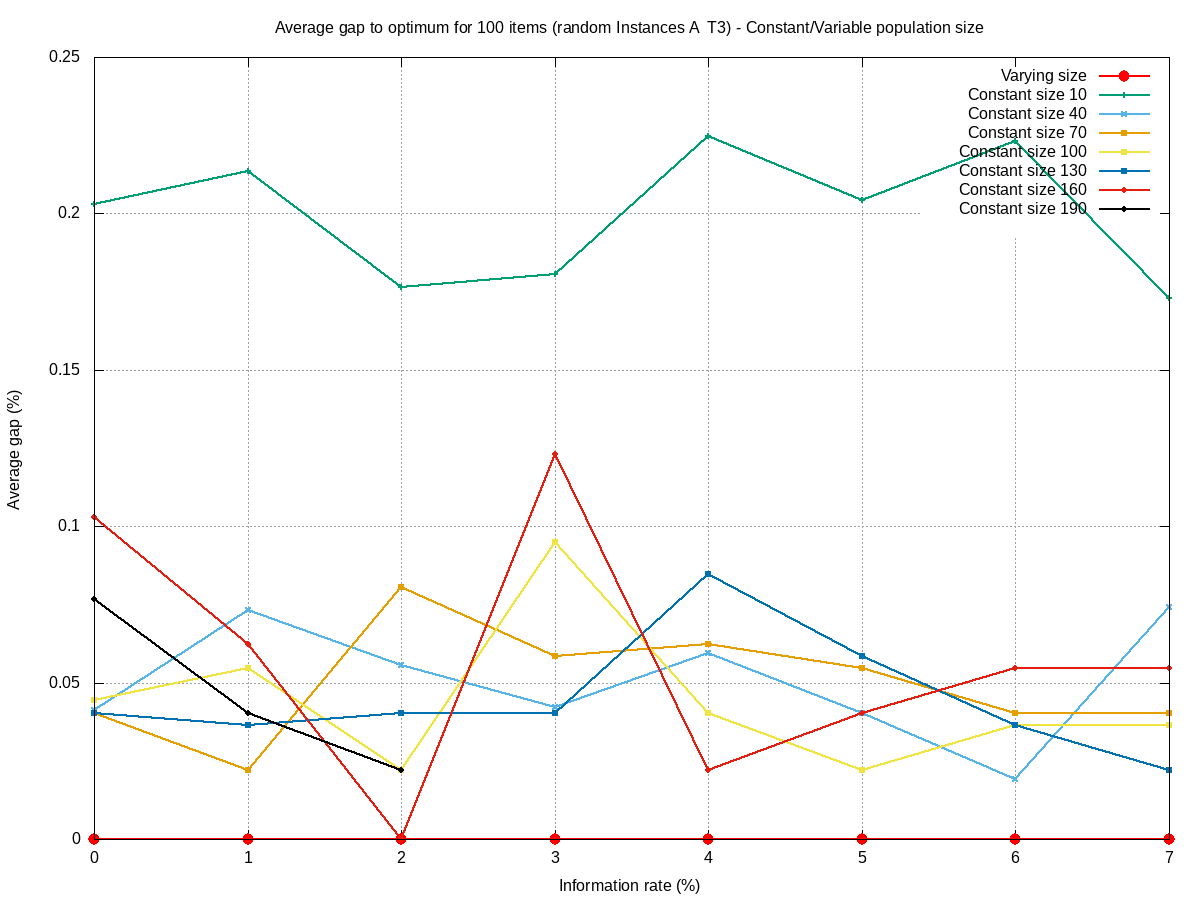 Average gap to optimum for 100 items (random Instances A  T3) - Constant/Variable population size
0.25
0.2
0.15
0.1
0.05
0
Average gap (%)
Varying size
Constant size 10
Constant size 40
Constant size 70
Constant size 100
Constant size 130
Constant size 160
Constant size 190
0 1 2 3 4 5 6 7
Information rate (%)